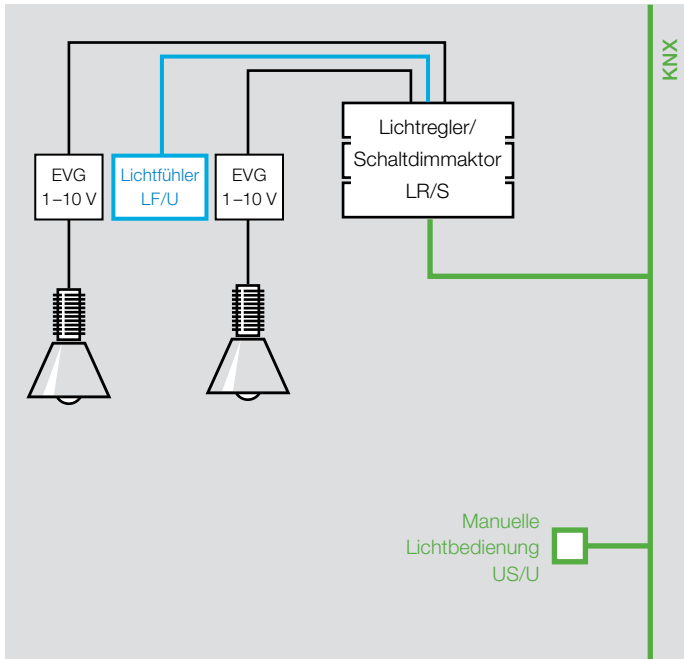 KNX
Lichtregler/
Schaltdimmaktor
LR/S
EVG
1–10 V
Lichtfühler
LF/U
EVG
1–10 V
Manuelle
Lichtbedienung
US/U